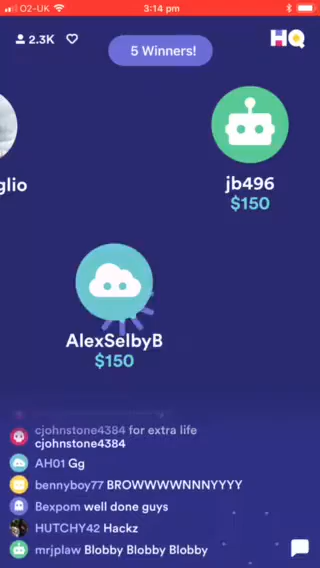 O2-UK 3:14 pm
2.3K
5 Winners!
HQ
glio
jb496
$150
AlexSelbyB
$150
cjohnstone4384 for extra life
cjohnstone4384
AH01 Gg
bennyboy77 BROWWWWNNNYYYY
Bexpom well done guys
HUTCHY42 Hackz
mrjplaw Blobby Blobby Blobby